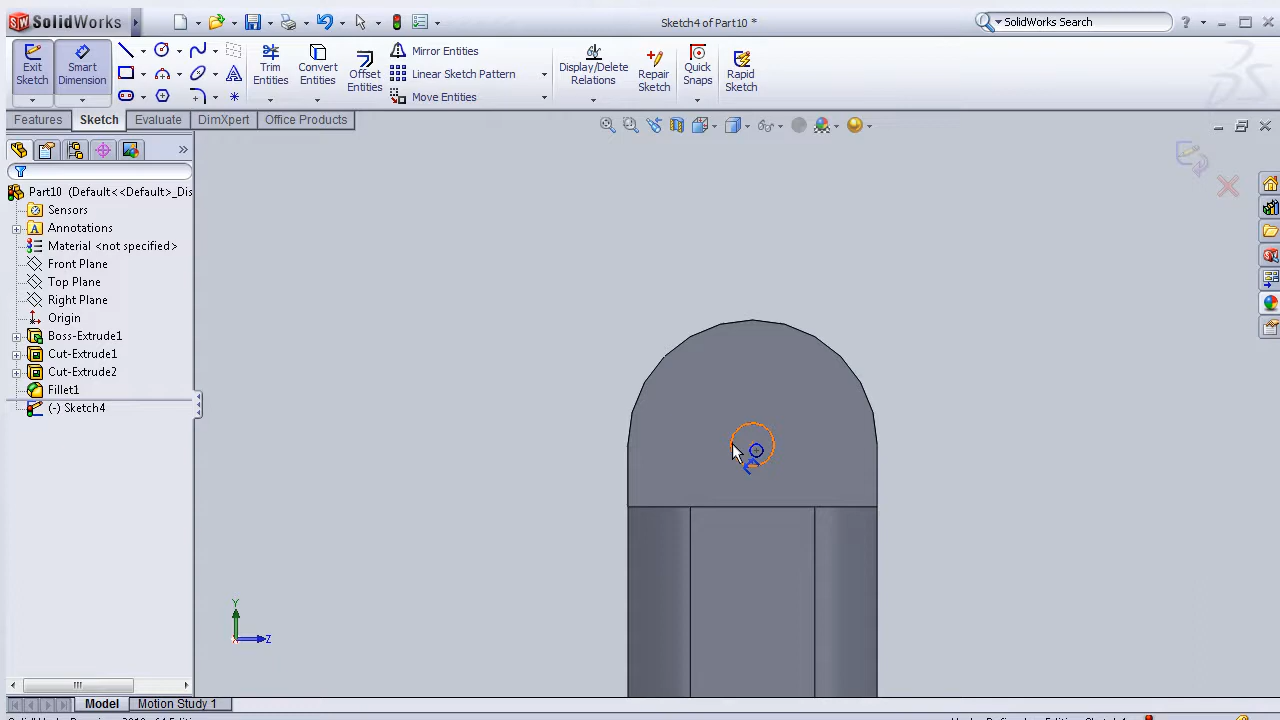 SW SolidWorks
Sketch4 of Part10 *
SolidWorks Search
?
Exit Sketch
Smart Dimension
Trim Entities
Convert Entities
Offset Entities
Mirror Entities
Linear Sketch Pattern
Move Entities
Display/Delete Relations
Repair Sketch
Quick Snaps
Rapid Sketch
Features
Sketch
Evaluate
DimXpert
Office Products
Part10 (Default<<Default>_Dis
Sensors
Annotations
Material <not specified>
Front Plane
Top Plane
Right Plane
Origin
Boss-Extrude1
Cut-Extrude1
Cut-Extrude2
Fillet1
(-) Sketch4
Y
Z
Model
Motion Study 1